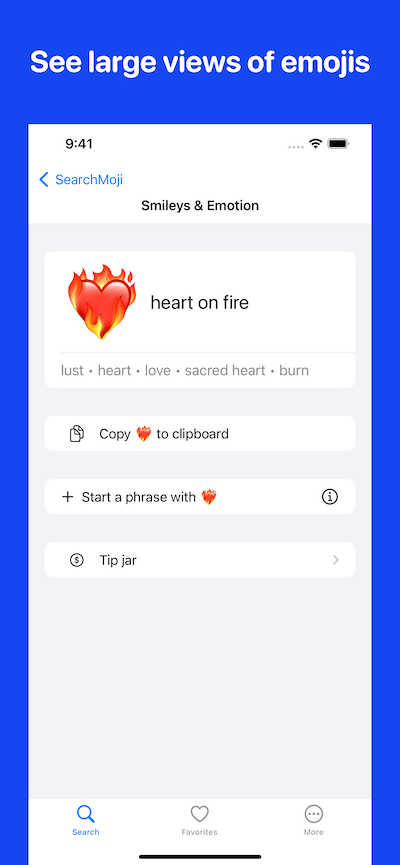 See large views of emojis
9:41
SearchMoji
Smileys & Emotion
heart on fire
lust • heart • love • sacred heart • burn
Copy ❤️‍🔥 to clipboard
Start a phrase with ❤️‍🔥
Tip jar
Search
Favorites
More